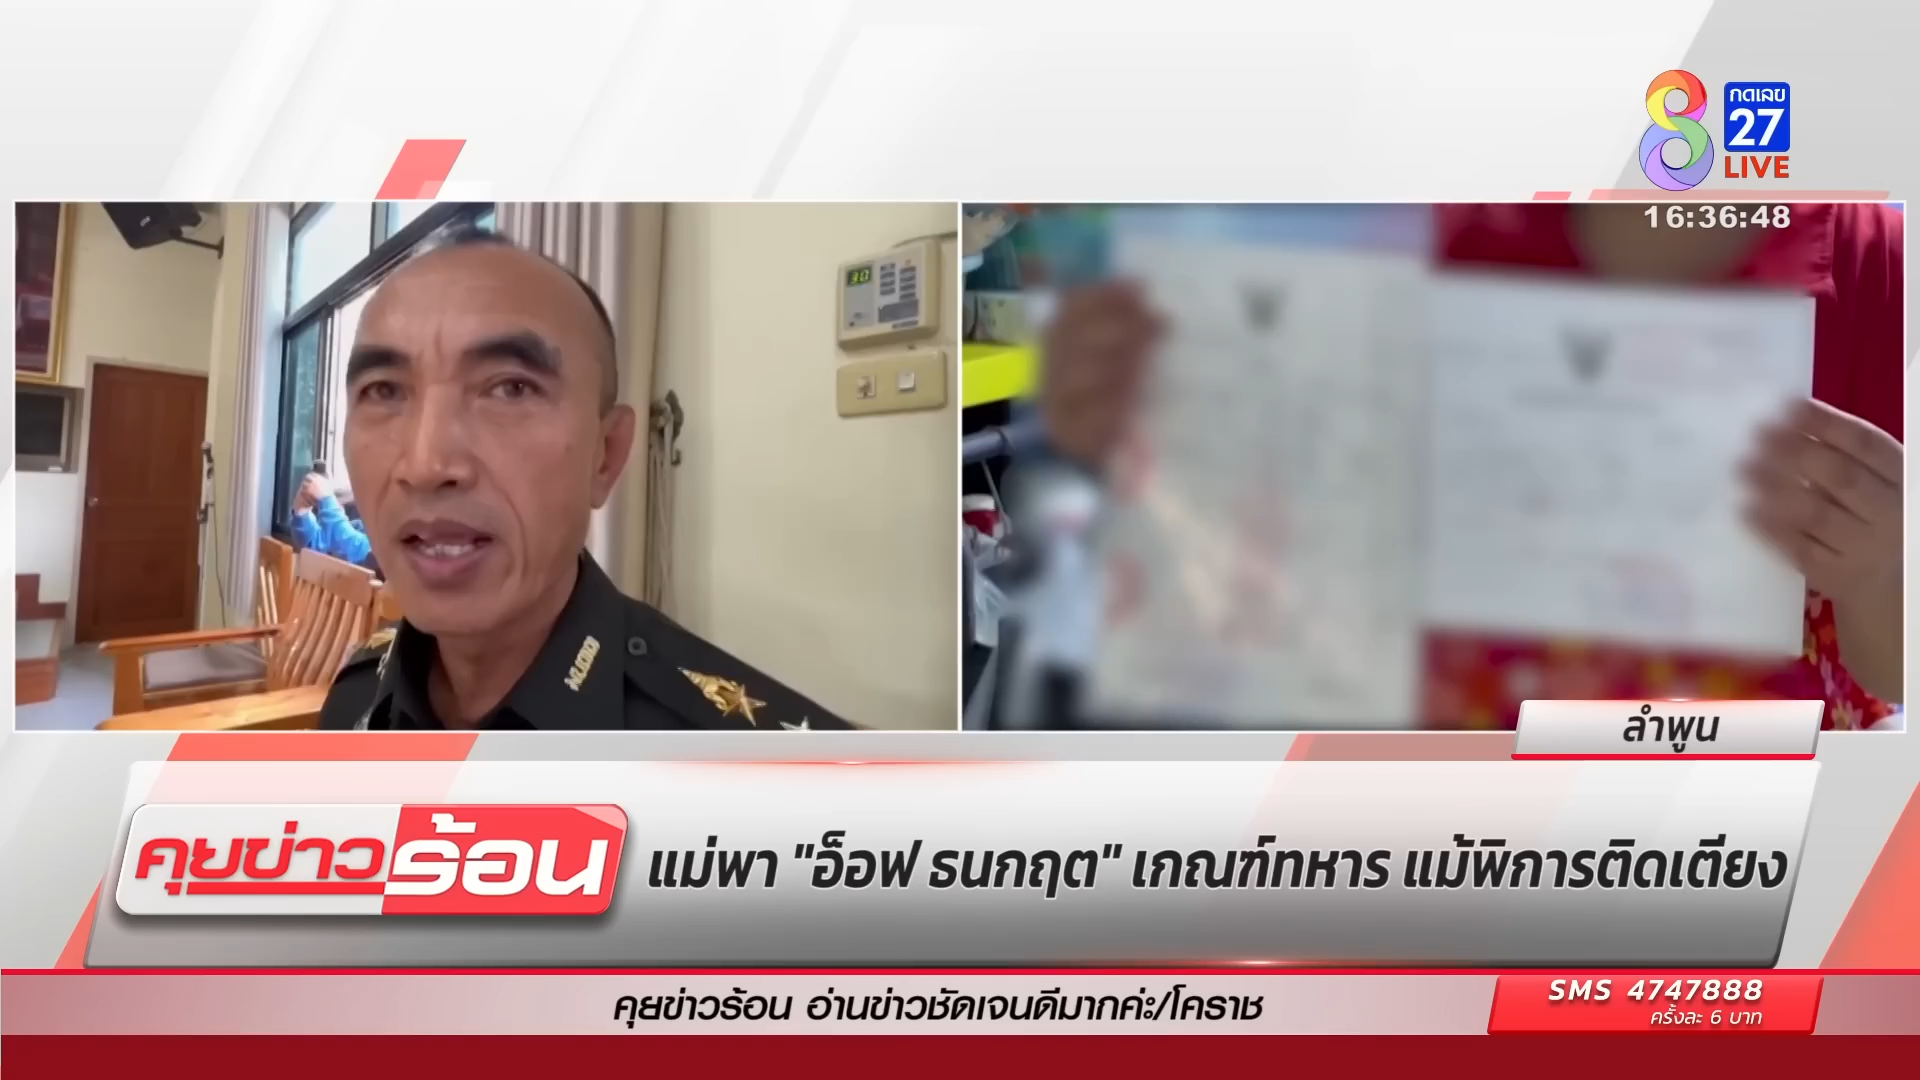 กดเลข
27
LIVE
16:36:48
30
ลำพูน
คุยข่าวร้อน
แม่พา "อ็อฟ ธนกฤต" เกณฑ์ทหาร แม้พิการติดเตียง
คุยข่าวร้อน อ่านข่าวชัดเจนดีมากค่ะ/โคราช
SMS 4747888
ครั้งละ 6 บาท